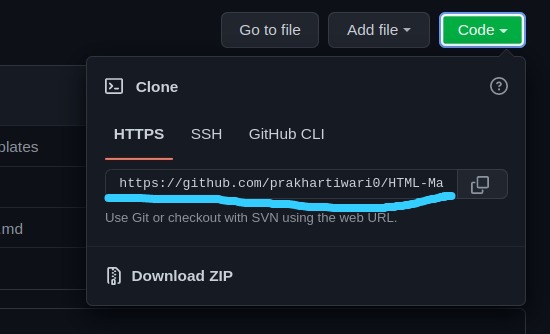 Go to file Add file Code
Clone
HTTPS SSH GitHub CLI
https://github.com/prakhartiwari0/HTML-Ma
plates
Use Git or checkout with SVN using the web URL.
.md
Download ZIP